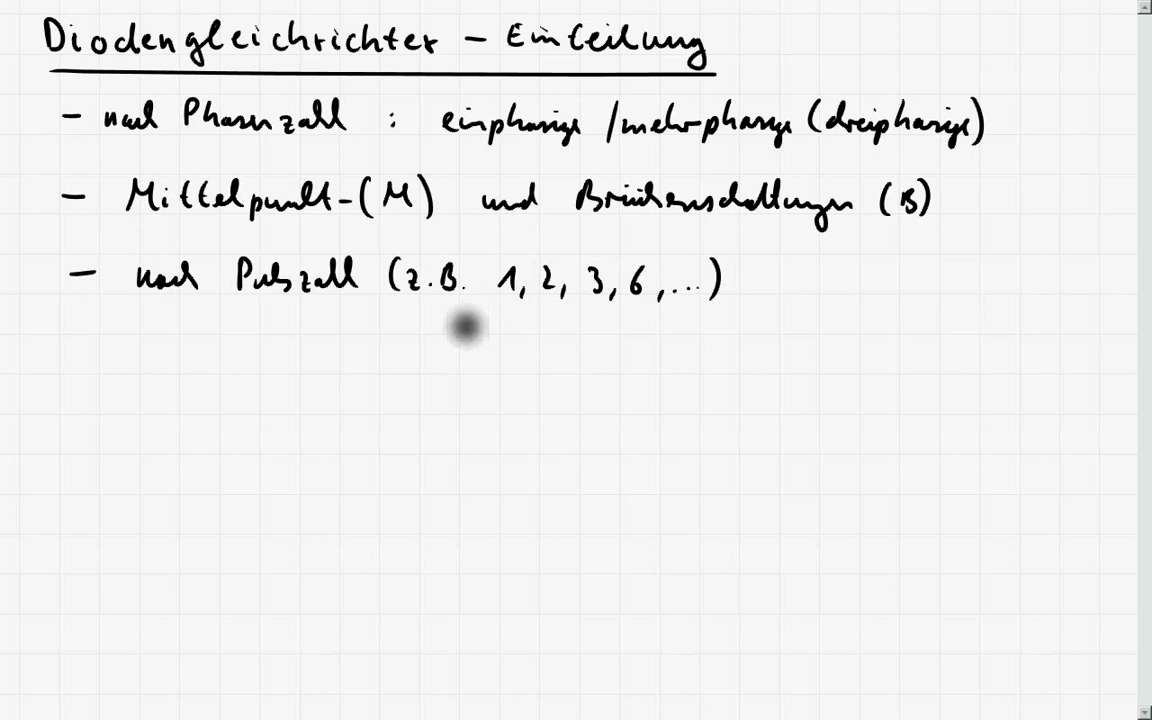 Diodengleichrichter - Einteilung
- nach Phasenzahl : einphasige /mehrphasige (dreiphasige)
- Mittelpunkt-(M) und Brückenschaltungen (B)
- nach Pulszahl (z.B. 1, 2, 3, 6, ...)